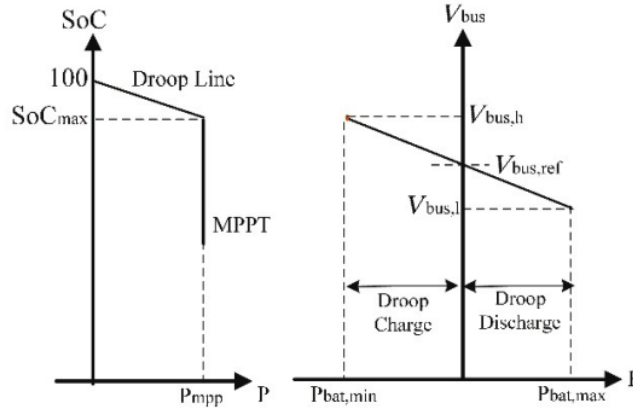 SoC
100
Droop Line
SoCmax
MPPT
Pmpp
P
Vbus
Vbus,h
Vbus,ref
Vbus,l
Droop
Charge
Droop
Discharge
Pbat,min
Pbat,max
P